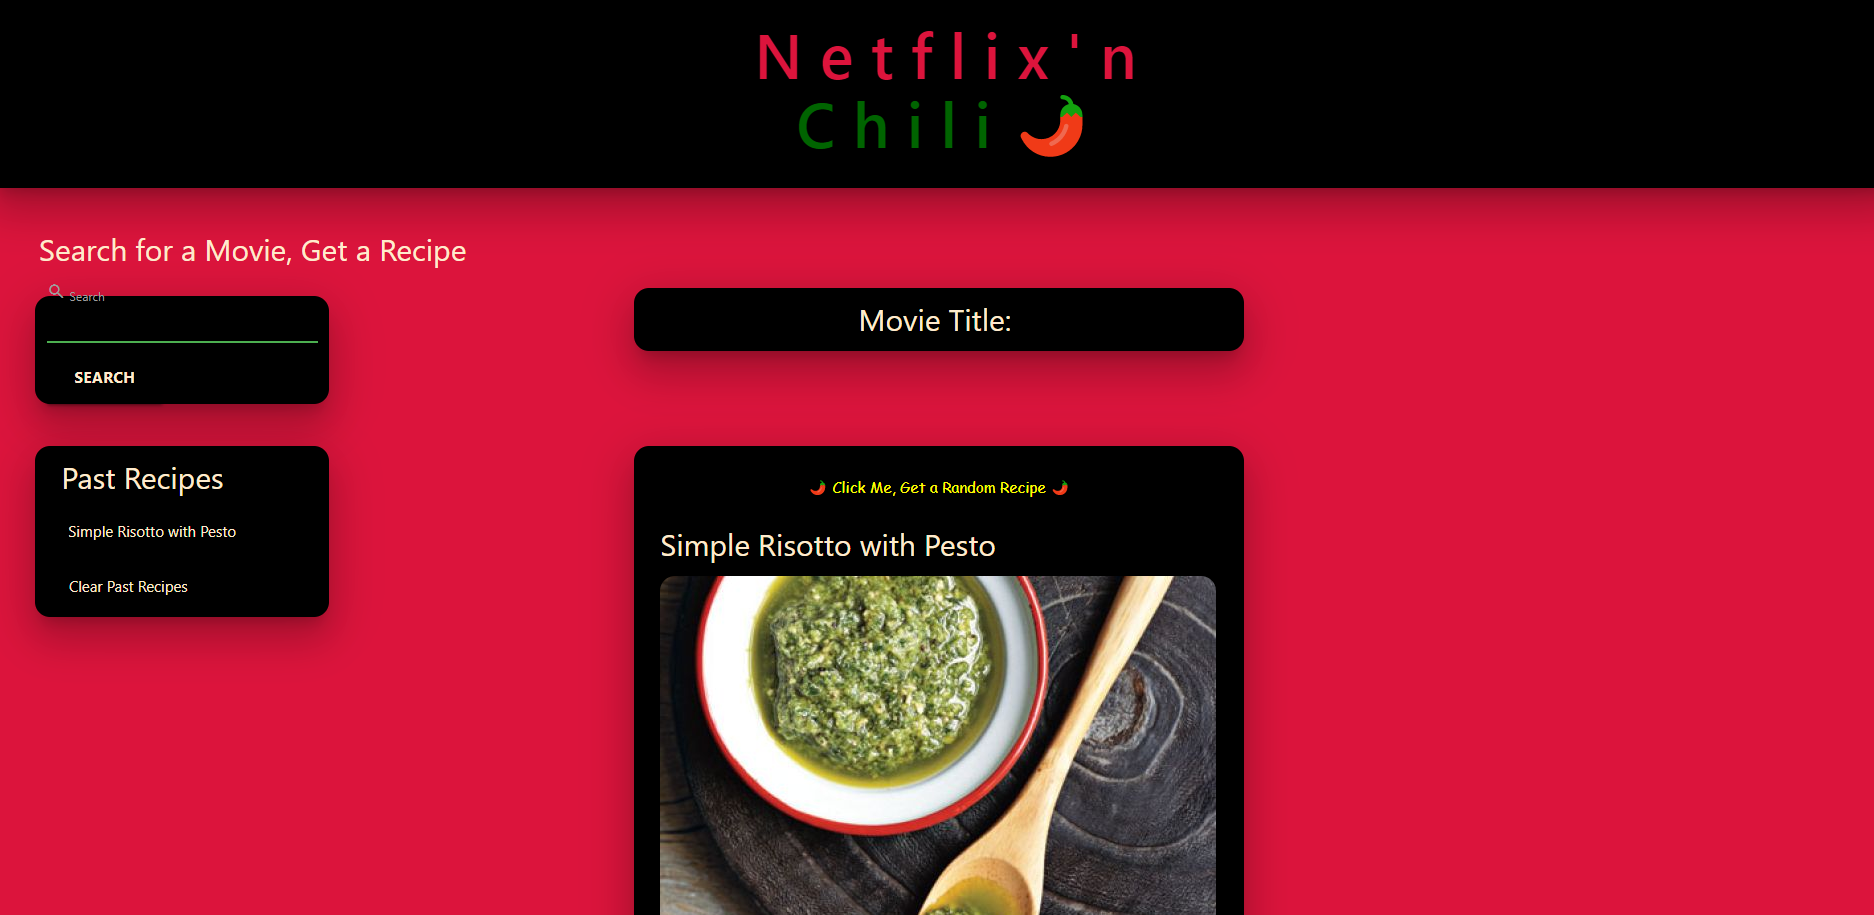 Netflix'n
Chili
Search for a Movie, Get a Recipe
Search
SEARCH
Past Recipes
Simple Risotto with Pesto
Clear Past Recipes
Movie Title:
Click Me, Get a Random Recipe
Simple Risotto with Pesto